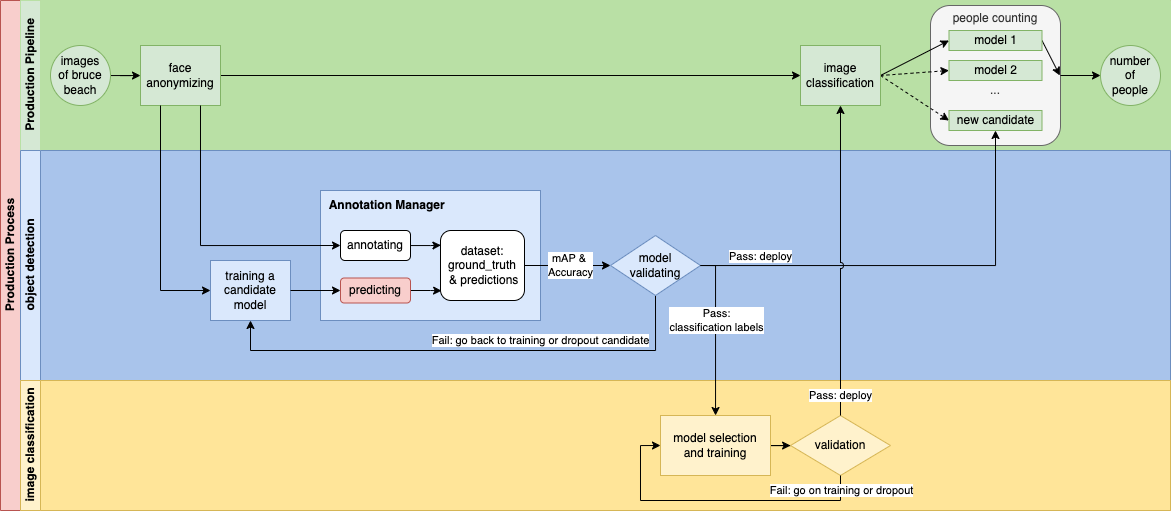 Production Process
Production Pipeline
images
of bruce
beach
face
anonymizing
image
classification
people counting
model 1
model 2
...
new candidate
number
of
people
object detection
Annotation Manager
annotating
predicting
dataset:
ground_truth
& predictions
training a
candidate
model
mAP &
Accuracy
model
validating
Pass: deploy
Pass:
classification labels
Fail: go back to training or dropout candidate
image classification
model selection
and training
validation
Pass: deploy
Fail: go on training or dropout